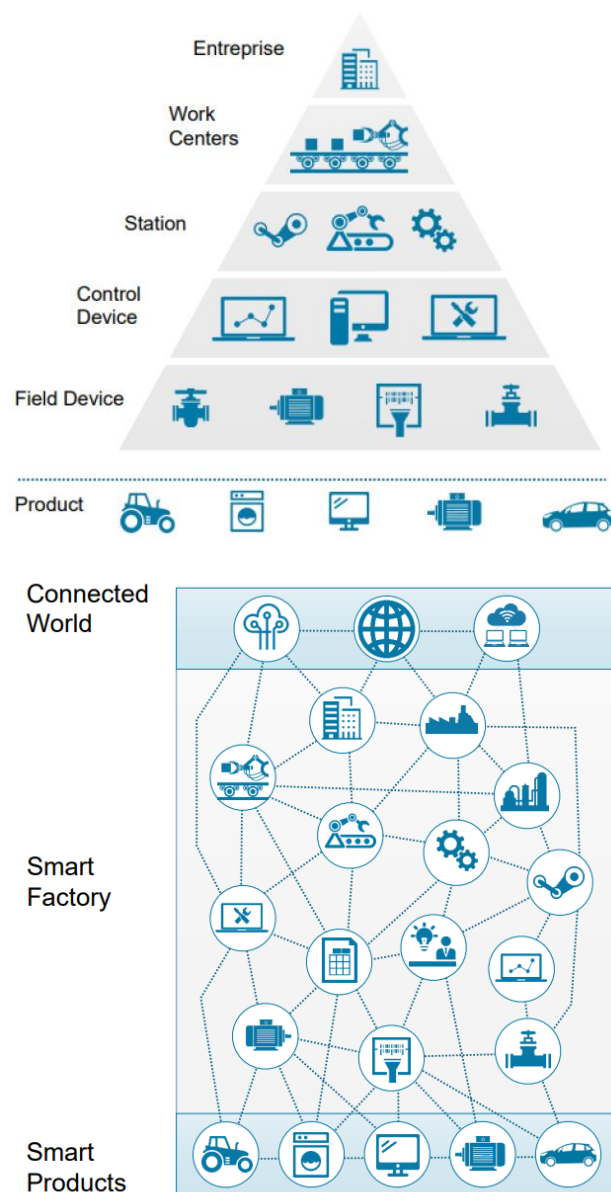 Entreprise
Work
Centers
Station
Control
Device
Field Device
Product
Connected
World
Smart
Factory
Smart
Products